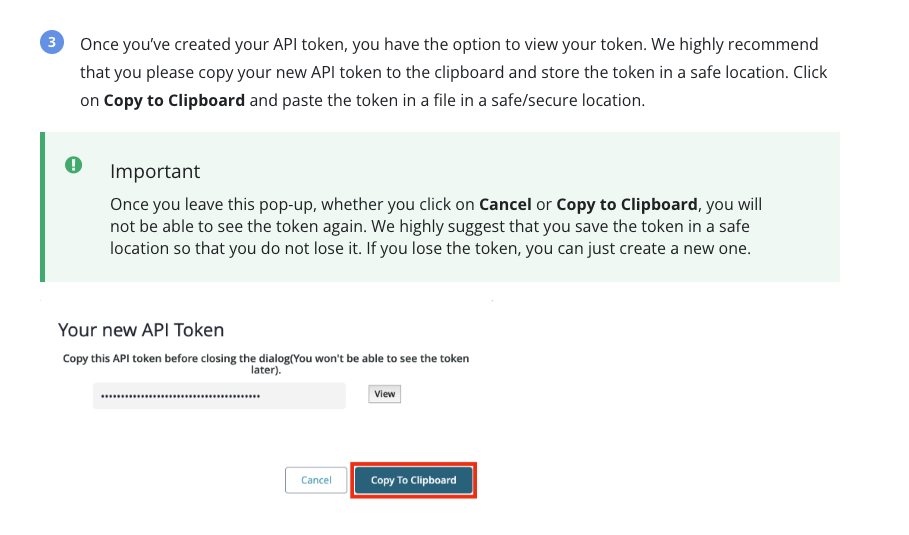 3
Once you’ve created your API token, you have the option to view your token. We highly recommend
that you please copy your new API token to the clipboard and store the token in a safe location. Click
on Copy to Clipboard and paste the token in a file in a safe/secure location.
Important
Once you leave this pop-up, whether you click on Cancel or Copy to Clipboard, you will
not be able to see the token again. We highly suggest that you save the token in a safe
location so that you do not lose it. If you lose the token, you can just create a new one.
Your new API Token
Copy this API token before closing the dialog(You won't be able to see the token
later).
View
Cancel
Copy To Clipboard